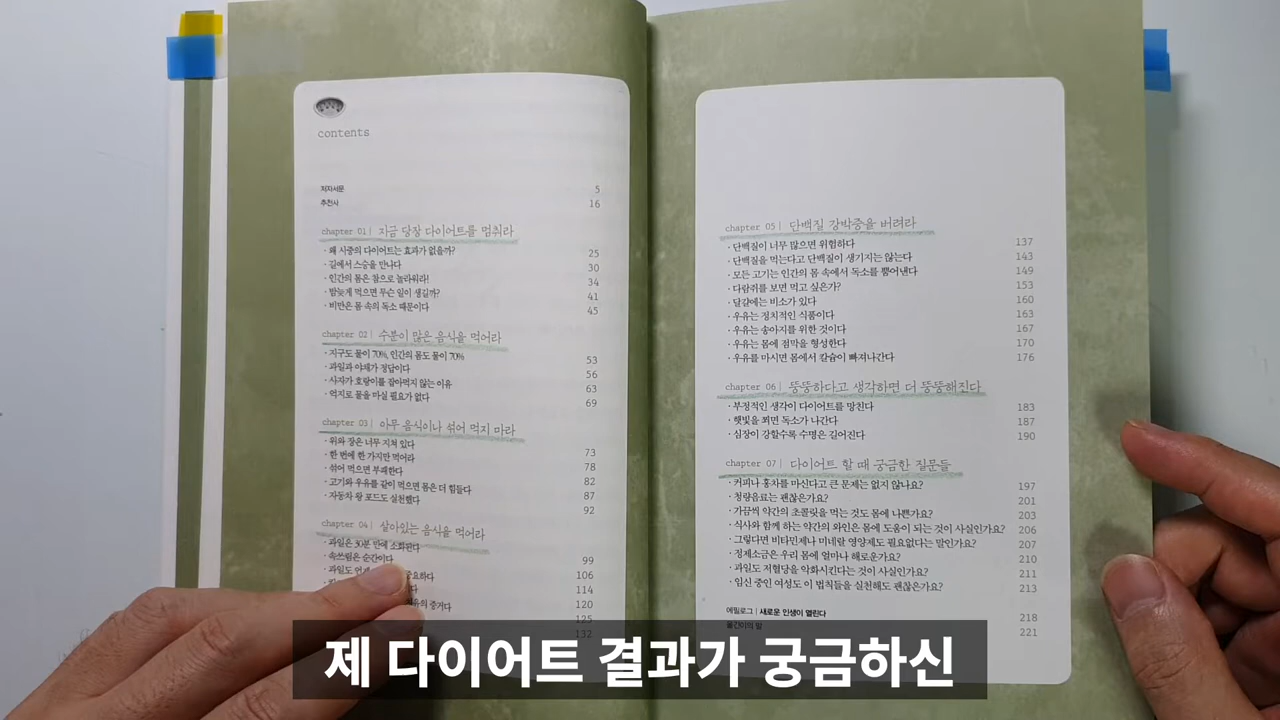 contents
저자서문 5
추천사 16
chapter 01| 지금 당장 다이어트를 멈춰라
· 왜 시중의 다이어트는 효과가 없을까? 25
· 길에서 스승을 만나다 30
· 인간의 몸은 참으로 놀라워라! 34
· 밤늦게 먹으면 무슨 일이 생길까? 41
· 비만은 몸 속의 독소 때문이다 45
chapter 02| 수분이 많은 음식을 먹어라
· 지구도 물이 70%, 인간의 몸도 물이 70% 53
· 과일과 야채가 정답이다 56
· 사자가 호랑이를 잡아먹지 않는 이유 63
· 억지로 물을 마실 필요가 없다 69
chapter 03| 아무 음식이나 섞어 먹지 마라
· 위와 장은 너무 지쳐 있다 73
· 한 번에 한 가지만 먹어라 78
· 섞어 먹으면 부패한다 82
· 고기와 우유를 같이 먹으면 몸은 더 힘들다 87
· 자동차 왕 포드도 실천했다 92
chapter 04| 살아있는 음식을 먹어라
· 과일은 30분 만에 소화된다 99
· 속쓰림은 순간이다 106
· 과일도 언제 중요하다 114
120
의 증거다 125
132
chapter 05| 단백질 강박증을 버려라
· 단백질이 너무 많으면 위험하다 137
· 단백질을 먹는다고 단백질이 생기지는 않는다 143
· 모든 고기는 인간의 몸 속에서 독소를 뿜어낸다 149
· 다람쥐를 보면 먹고 싶은가? 153
· 달걀에는 비소가 있다 160
· 우유는 정치적인 식품이다 163
· 우유는 송아지를 위한 것이다 167
· 우유는 몸에 점막을 형성한다 170
· 우유를 마시면 몸에서 칼슘이 빠져나간다 176
chapter 06| 뚱뚱하다고 생각하면 더 뚱뚱해진다
· 부정적인 생각이 다이어트를 망친다 183
· 햇빛을 쬐면 독소가 나간다 187
· 심장이 강할수록 수명은 길어진다 190
chapter 07| 다이어트 할 때 궁금한 질문들
· 커피나 홍차를 마신다고 큰 문제는 없지 않나요? 197
· 청량음료는 괜찮은가요? 201
· 가끔씩 약간의 초콜릿을 먹는 것도 몸에 나쁜가요? 203
· 식사와 함께 하는 약간의 와인은 몸에 도움이 되는 것이 사실인가요? 206
· 그렇다면 비타민제나 미네랄 영양제도 필요없다는 말인가요? 207
· 정제소금은 우리 몸에 얼마나 해로운가요? 210
· 과일도 저혈당을 악화시킨다는 것이 사실인가요? 211
· 임신 중인 여성도 이 법칙들을 실천해도 괜찮은가요? 213
에필로그| 새로운 인생이 열린다 218
옮긴이의 말 221
제 다이어트 결과가 궁금하신